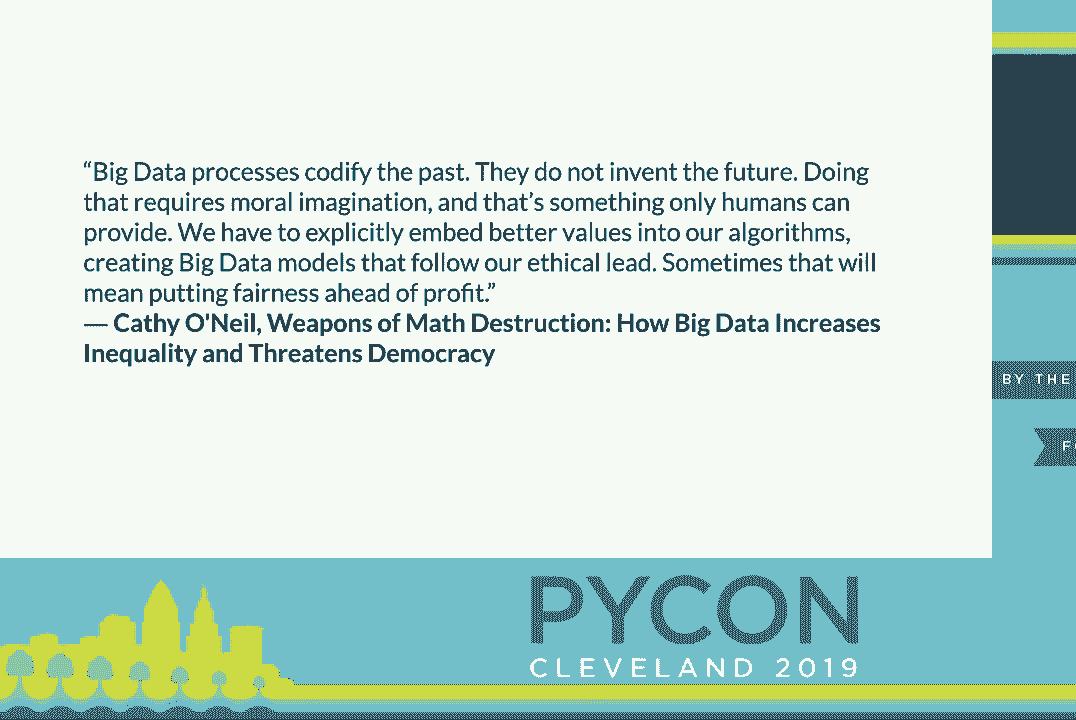 “Big Data processes codify the past. They do not invent the future. Doing
that requires moral imagination, and that’s something only humans can
provide. We have to explicitly embed better values into our algorithms,
creating Big Data models that follow our ethical lead. Sometimes that will
mean putting fairness ahead of profit.”
— Cathy O'Neil, Weapons of Math Destruction: How Big Data Increases
Inequality and Threatens Democracy
BY THE
PYCON
CLEVELAND 2019